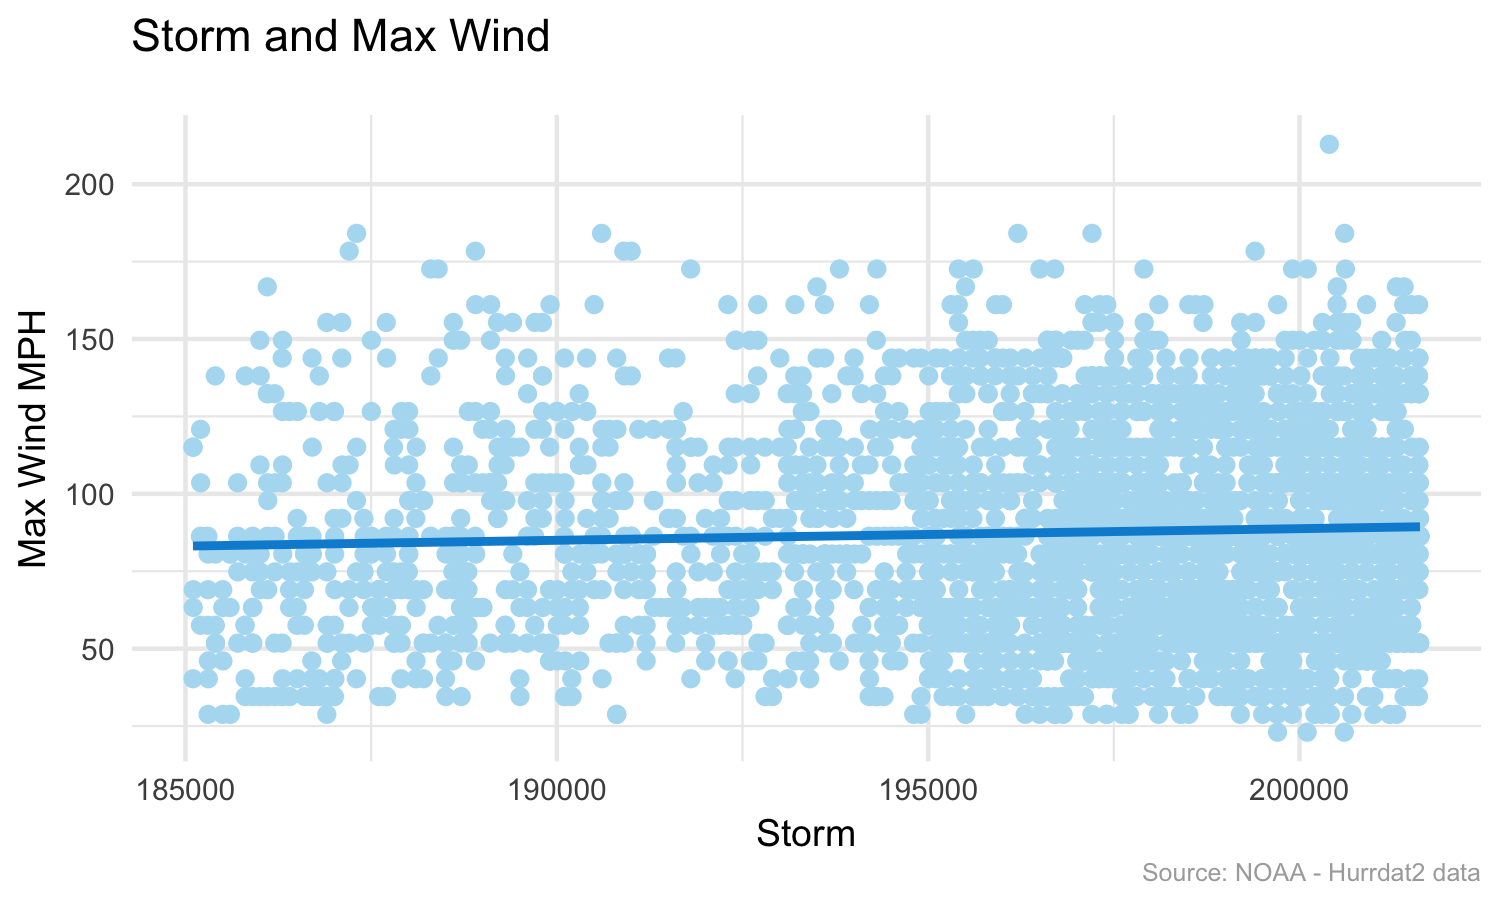 Storm and Max Wind
Max Wind MPH
200
150
100
50
185000
190000
195000
200000
Storm
Source: NOAA - Hurrdat2 data